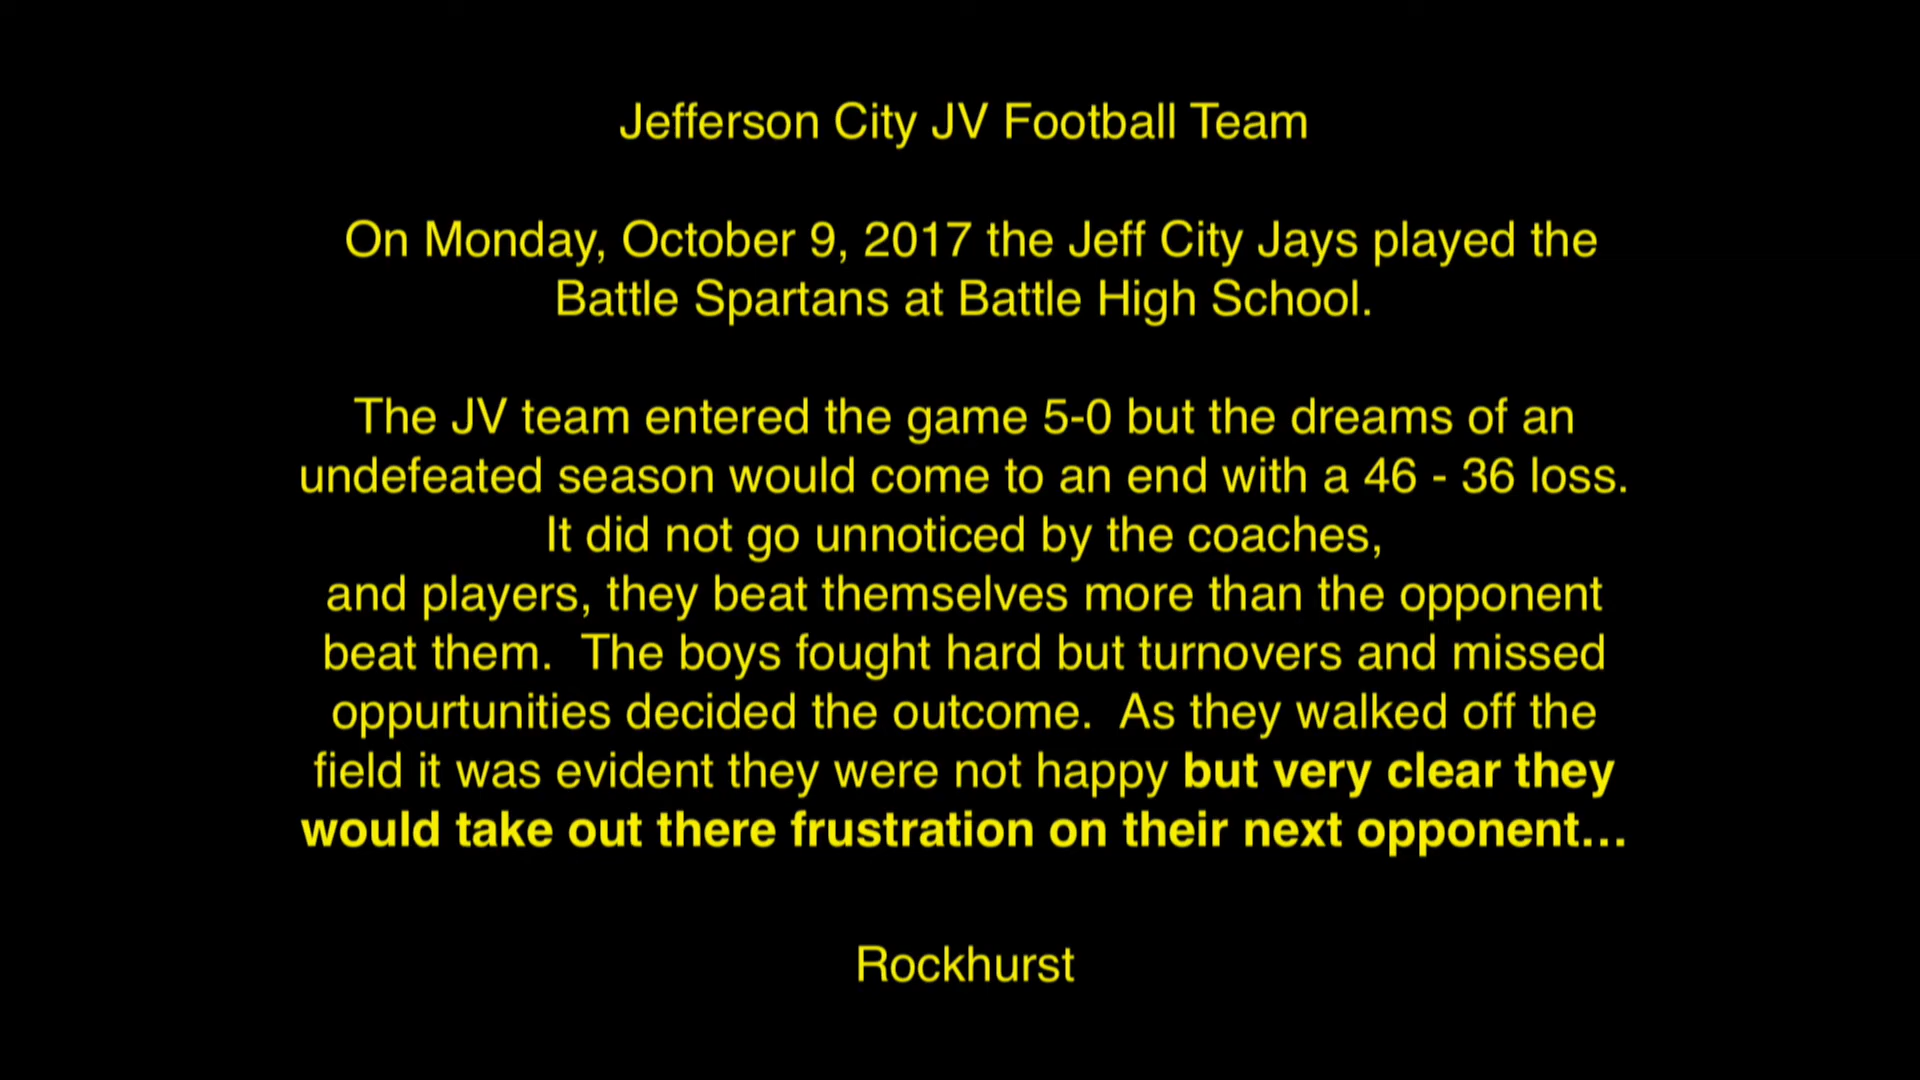 Jefferson City JV Football Team
On Monday, October 9, 2017 the Jeff City Jays played the
Battle Spartans at Battle High School.
The JV team entered the game 5-0 but the dreams of an
undefeated season would come to an end with a 46 - 36 loss.
It did not go unnoticed by the coaches,
and players, they beat themselves more than the opponent
beat them.  The boys fought hard but turnovers and missed
oppurtunities decided the outcome.  As they walked off the
field it was evident they were not happy but very clear they
would take out there frustration on their next opponent...
Rockhurst